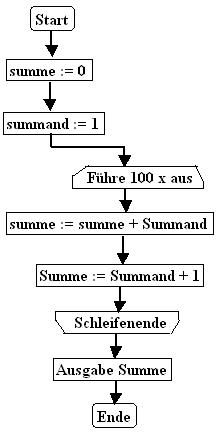 Start
summe := 0
summand := 1
Führe 100 x aus
summe := summe + Summand
Summe := Summand + 1
Schleifenende
Ausgabe Summe
Ende